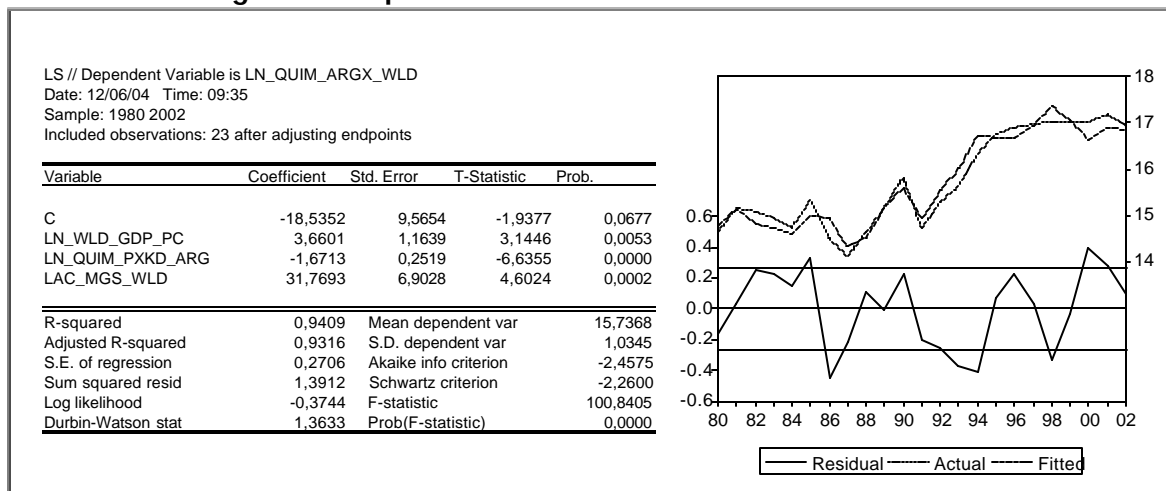 LS // Dependent Variable is LN_QUIM_ARGX_WLD
Date: 12/06/04 Time: 09:35
Sample: 1980 2002
Included observations: 23 after adjusting endpoints
Variable Coefficient Std. Error T-Statistic Prob.
C -18,5352 9,5654 -1,9377 0,0677
LN_WLD_GDP_PC 3,6601 1,1639 3,1446 0,0053
LN_QUIM_PXKD_ARG -1,6713 0,2519 -6,6355 0,0000
LAC_MGS_WLD 31,7693 6,9028 4,6024 0,0002
R-squared 0,9409 Mean dependent var 15,7368
Adjusted R-squared 0,9316 S.D. dependent var 1,0345
S.E. of regression 0,2706 Akaike info criterion -2,4575
Sum squared resid 1,3912 Schwartz criterion -2,2600
Log likelihood -0,3744 F-statistic 100,8405
Durbin-Watson stat 1,3633 Prob(F-statistic) 0,0000
18
17
16
15
14
0.6
0.4
0.2
0.0
-0.2
-0.4
-0.6
80 82 84 86 88 90 92 94 96 98 00 02
Residual Actual Fitted